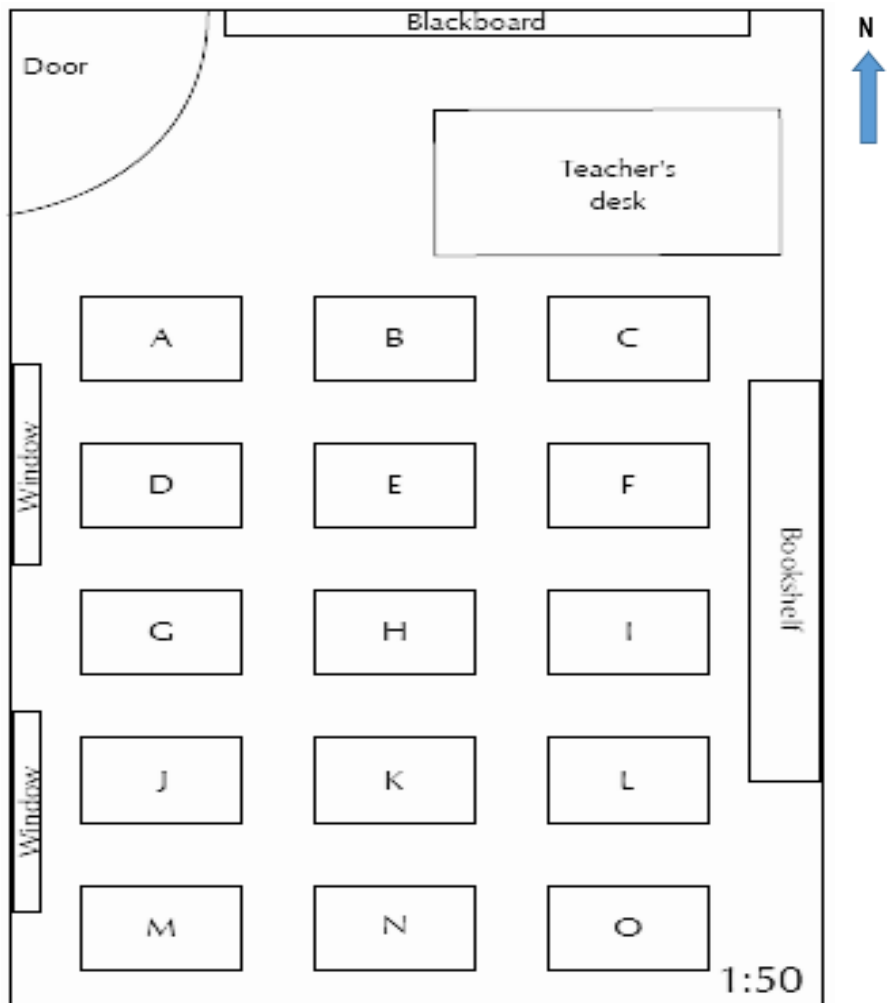 Blackboard
N
Door
Teacher's
desk
A
B
C
Window
D
E
F
Bookshelf
G
H
I
Window
J
K
L
M
N
O
1:50